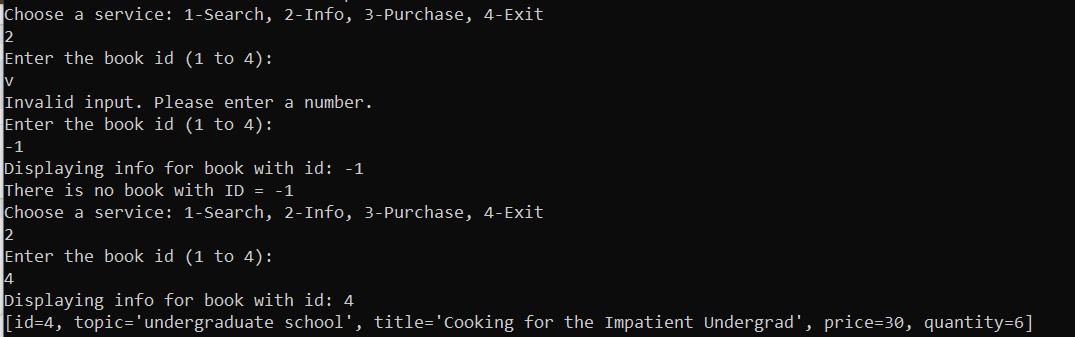 Choose a service: 1-Search, 2-Info, 3-Purchase, 4-Exit
2
Enter the book id (1 to 4):
v
Invalid input. Please enter a number.
Enter the book id (1 to 4):
-1
Displaying info for book with id: -1
There is no book with ID = -1
Choose a service: 1-Search, 2-Info, 3-Purchase, 4-Exit
2
Enter the book id (1 to 4):
4
Displaying info for book with id: 4
[id=4, topic='undergraduate school', title='Cooking for the Impatient Undergrad', price=30, quantity=6]